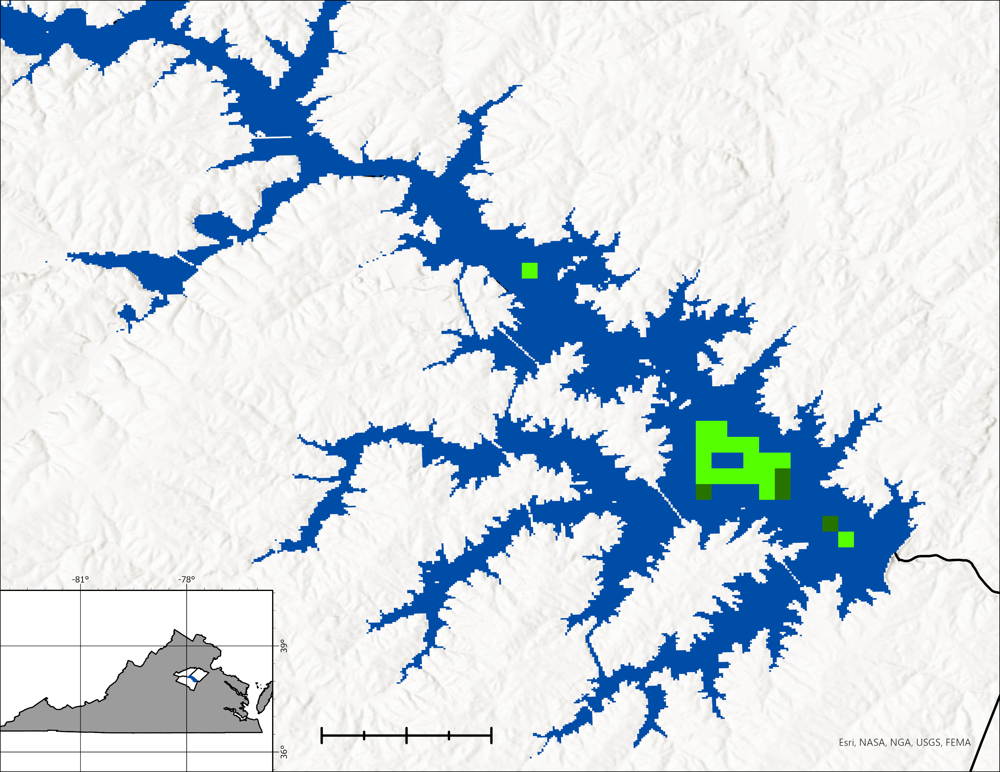 -81° -78°
39°
36°
Esri, NASA, NGA, USGS, FEMA